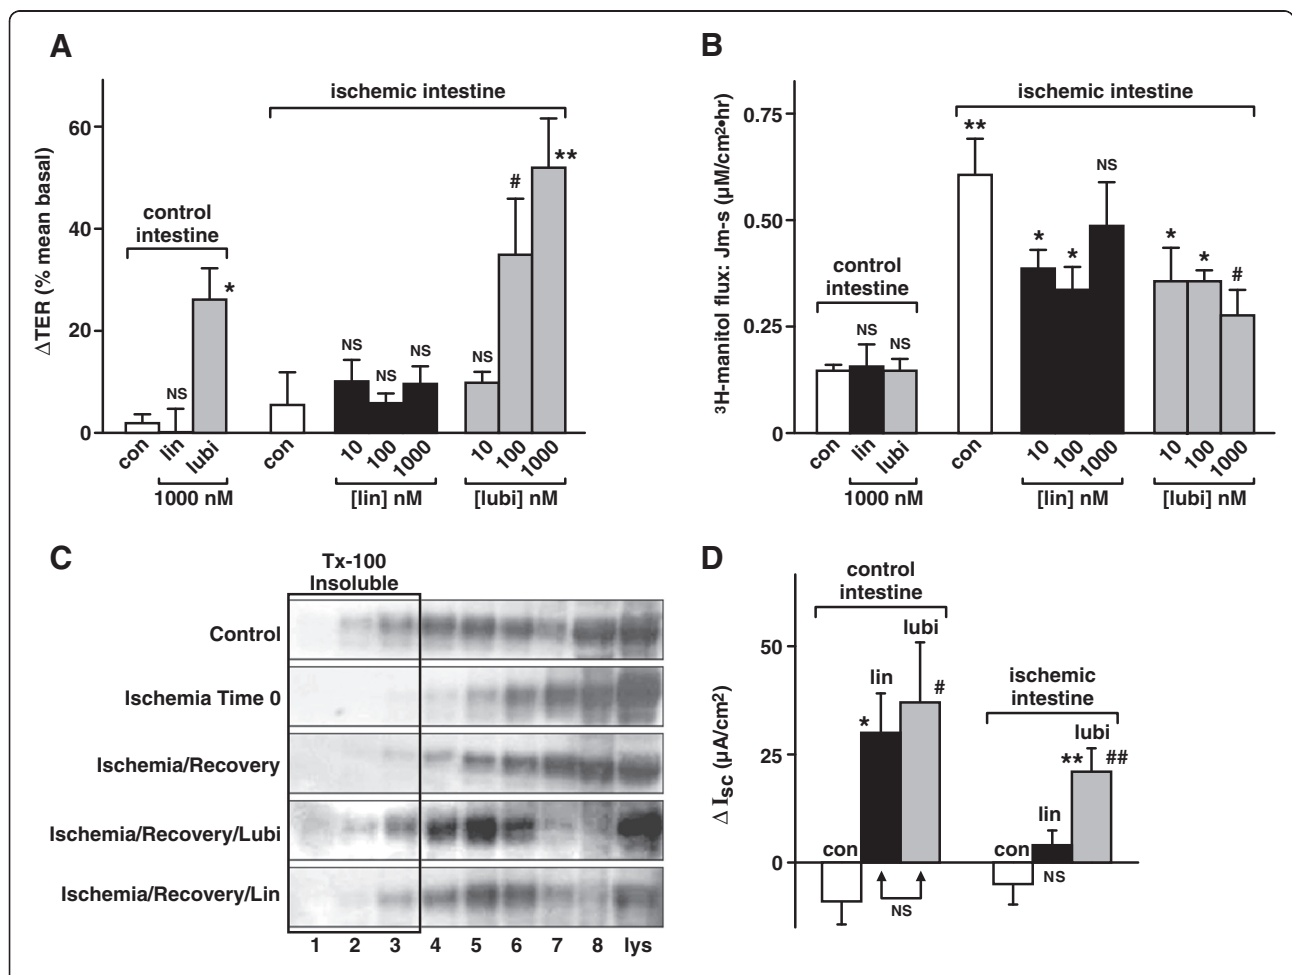 A
ΔTER (% mean basal)
60
40
20
0
control
intestine
ischemic intestine
NS
*
NS
NS
NS
NS
#
**
con
lin
lubi
con
10
100
1000
10
100
1000
1000 nM
[lin] nM
[lubi] nM
B
³H-manitol flux: Jm-s (µM/cm²•hr)
0.75
0.50
0.25
0
control
intestine
ischemic intestine
NS
NS
**
*
*
NS
*
*
#
con
lin
lubi
con
10
100
1000
10
100
1000
1000 nM
[lin] nM
[lubi] nM
C
Tx-100
Insoluble
Control
Ischemia Time 0
Ischemia/Recovery
Ischemia/Recovery/Lubi
Ischemia/Recovery/Lin
1 2 3 4 5 6 7 8 lys
D
Δ Isc (µA/cm2)
50
25
0
control
intestine
lubi
lin
*
#
con
NS
ischemic
intestine
lubi
** ##
lin
con
NS